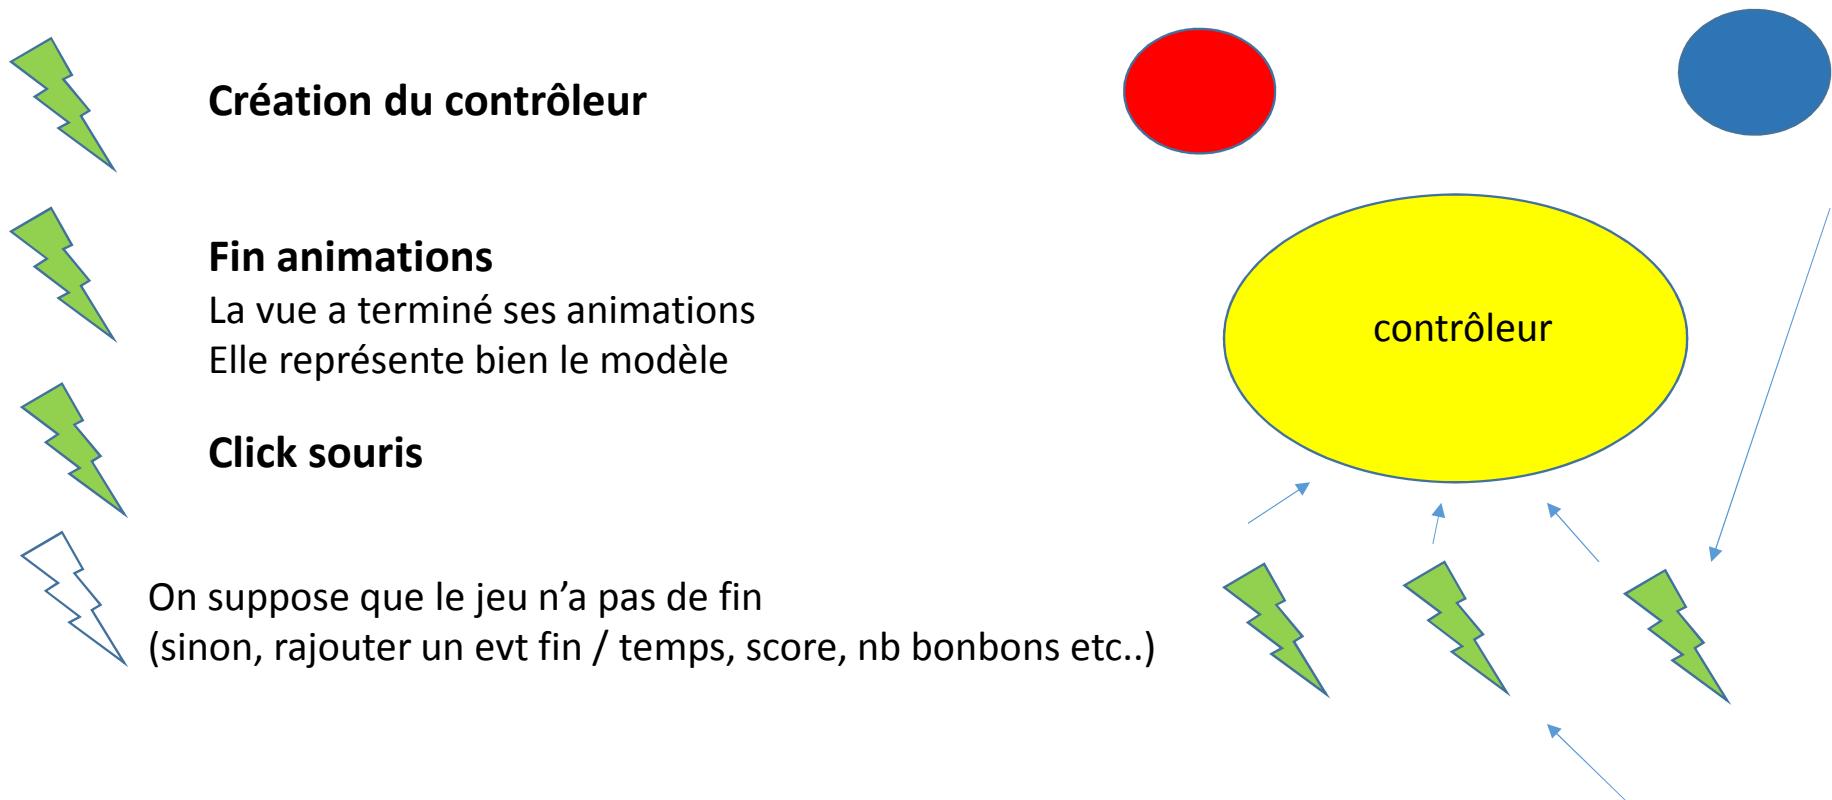 Création du contrôleur
Fin animations
La vue a terminé ses animations
Elle représente bien le modèle
contrôleur
Click souris
On suppose que le jeu n’a pas de fin
(sinon, rajouter un evt fin / temps, score, nb bonbons etc..)